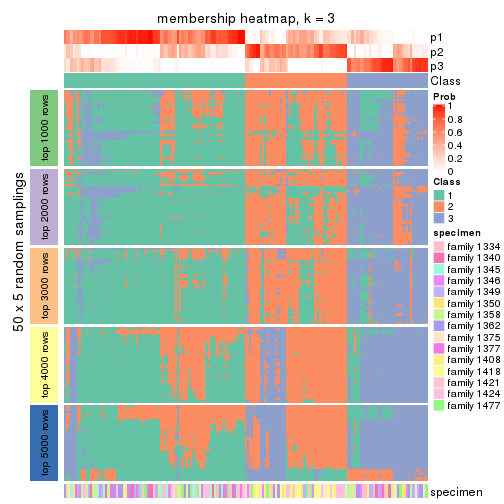 membership heatmap, k = 3
p1
p2
p3
Class
Prob
1
0.8
0.6
0.4
0.2
0
Class
1
2
3
specimen
family 1334
family 1340
family 1345
family 1346
family 1349
family 1350
family 1358
family 1362
family 1375
family 1377
family 1408
family 1418
family 1421
family 1424
family 1477
50 x 5 random samplings
top 1000 rows
top 2000 rows
top 3000 rows
top 4000 rows
top 5000 rows
specimen